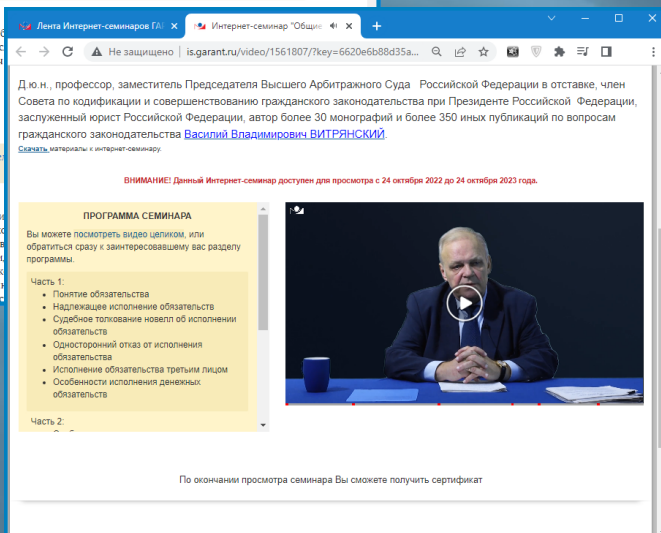 Лента Интернет-семинаров ГА
Интернет-семинар "Общие
Не защищено | is.garant.ru/video/1561807/?key=6620e6b88d35a...
Д.ю.н., профессор, заместитель Председателя Высшего Арбитражного Суда Российской Федерации в отставке, член
Совета по кодификации и совершенствованию гражданского законодательства при Президенте Российской Федерации,
заслуженный юрист Российской Федерации, автор более 30 монографий и более 350 иных публикаций по вопросам
гражданского законодательства Василий Владимирович ВИТРЯНСКИЙ.
Скачать материалы к интернет-семинару.
ВНИМАНИЕ! Данный Интернет-семинар доступен для просмотра с 24 октября 2022 до 24 октября 2023 года.
ПРОГРАММА СЕМИНАРА
Вы можете посмотреть видео целиком, или
обратиться сразу к заинтересовавшему вас разделу
программы.
Часть 1:
Понятие обязательства
Надлежащее исполнение обязательств
Судебное толкование новелл об исполнении
обязательств
Односторонний отказ от исполнения
обязательства
Исполнение обязательства третьим лицом
Особенности исполнения денежных
обязательств
Часть 2:
По окончании просмотра семинара Вы сможете получить сертификат